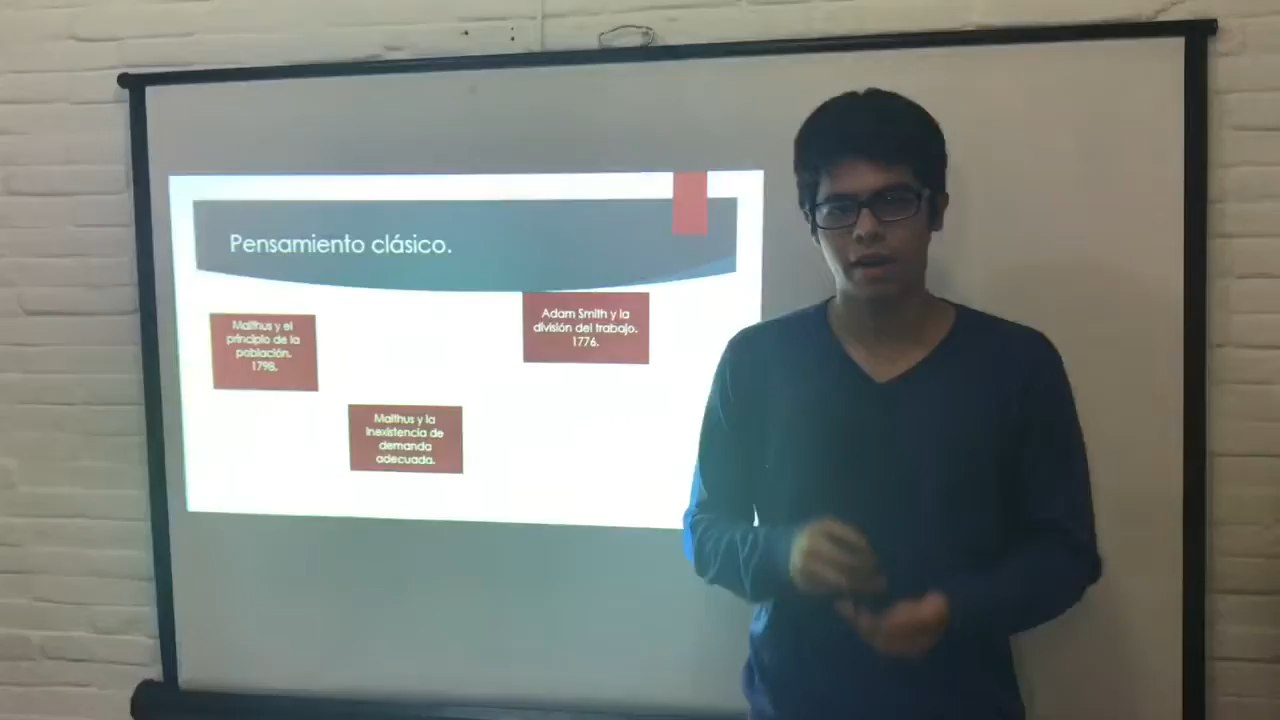 Pensamiento clásico.
Malthus y el
principio de la
población.
1798.
Adam Smith y la
división del trabajo.
1776.
Malthus y la
inexistencia de
demanda
adecuada.